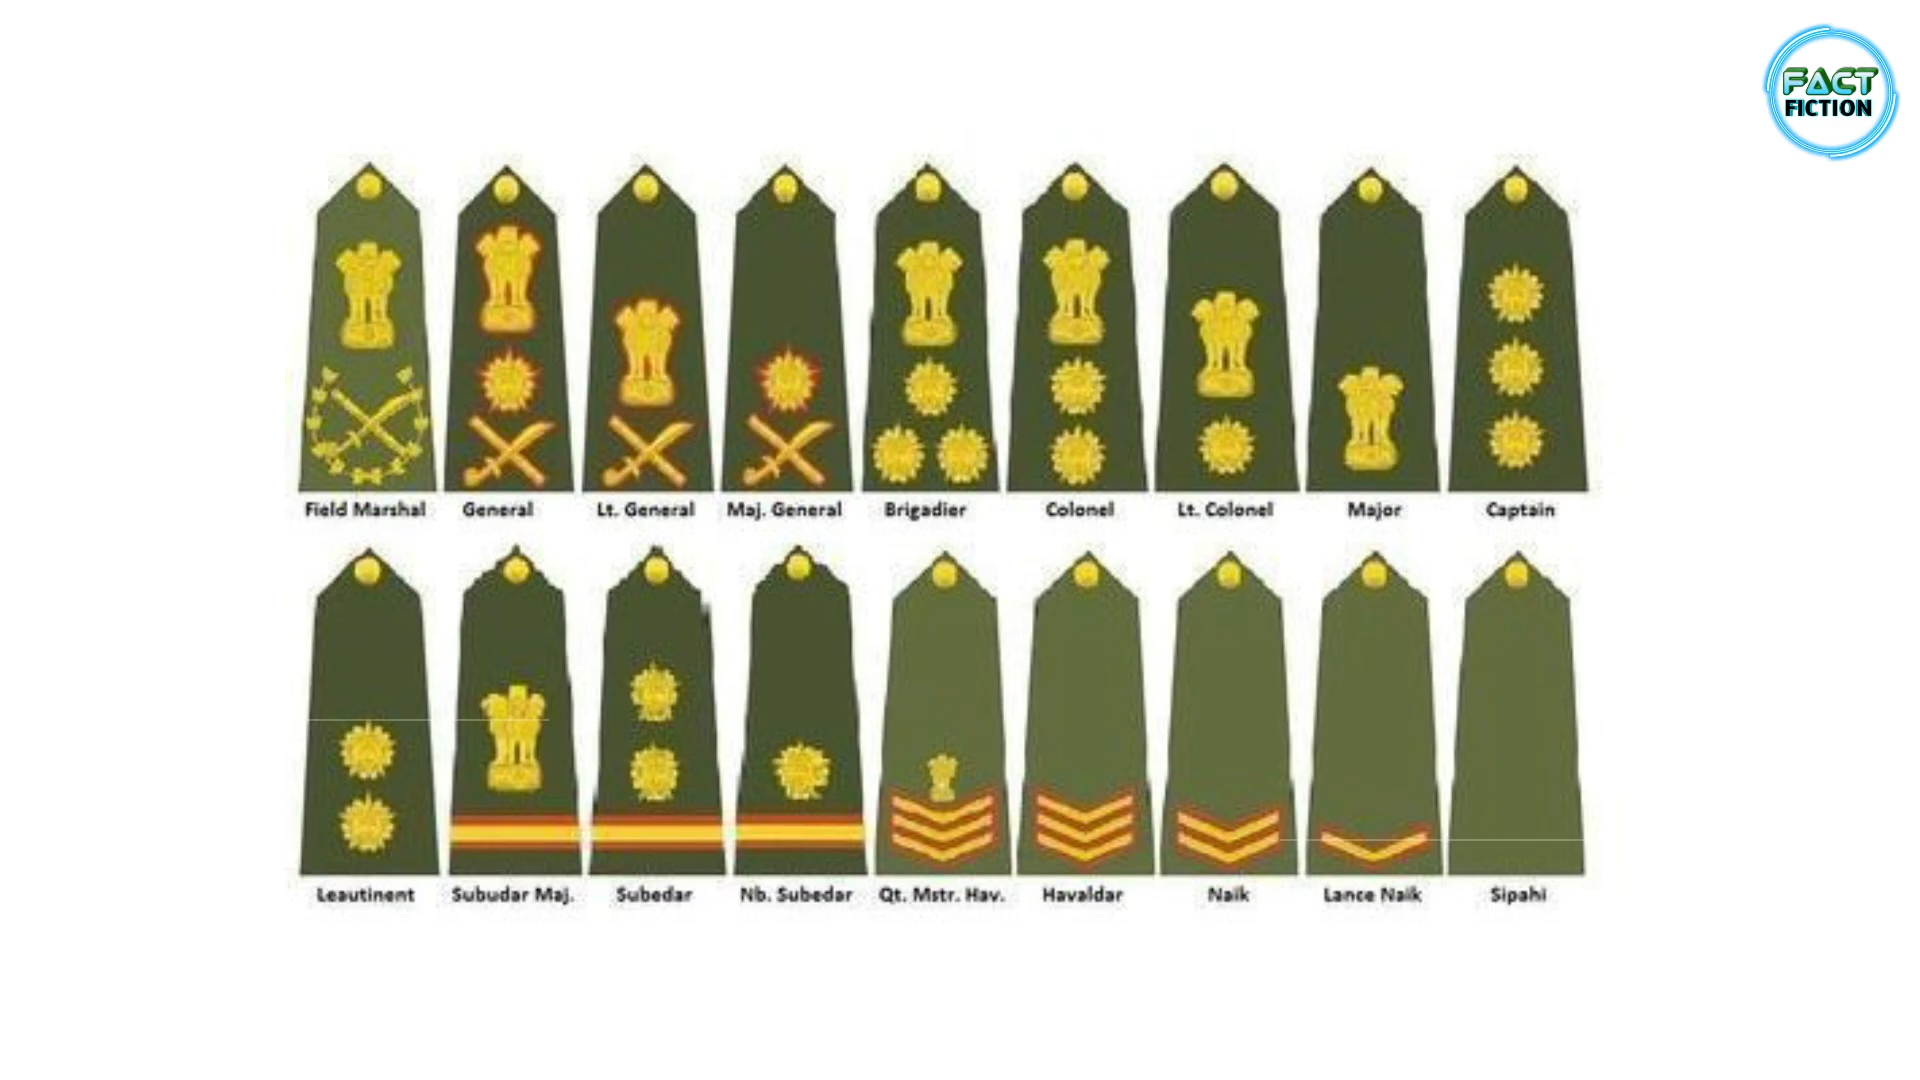 FACT
FICTION
Field Marshal General Lt. General Maj. General Brigadier Colonel Lt. Colonel Major Captain
Leautinent Subudar Maj. Subedar Nb. Subedar Qt. Mstr. Hav. Havaldar Naik Lance Naik Sipahi